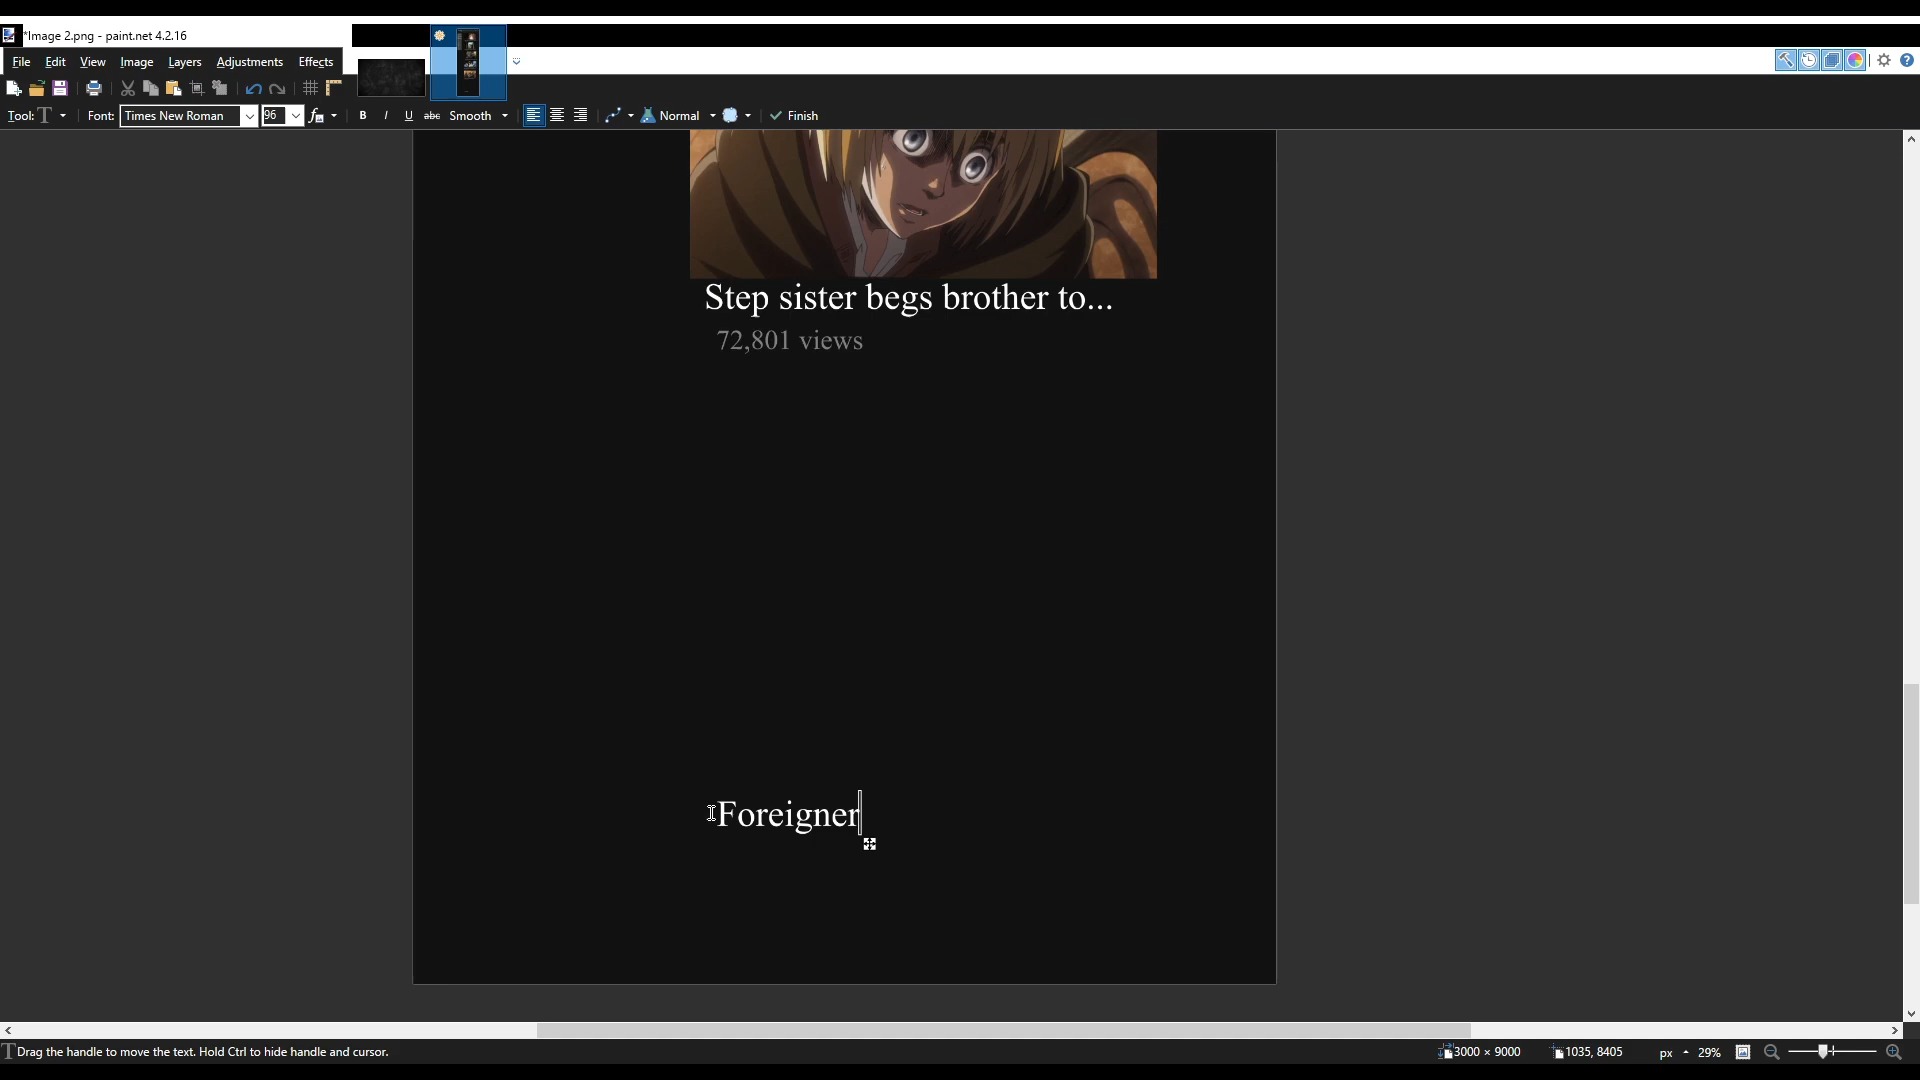 *Image 2.png - paint.net 4.2.16
File Edit View Image Layers Adjustments Effects
Tool: T Font: Times New Roman 96 B I U abc Smooth Normal Finish
Step sister begs brother to...
72,801 views
Foreigner
Drag the handle to move the text. Hold Ctrl to hide handle and cursor. 3000 × 9000 1035, 8405 px 29%